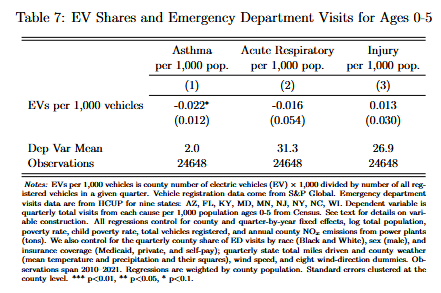 Table 7: EV Shares and Emergency Department Visits for Ages 0-5
Asthma Acute Respiratory Injury
per 1,000 pop. per 1,000 pop. per 1,000 pop.
(1) (2) (3)
EVs per 1,000 vehicles -0.022* -0.016 0.013
(0.012) (0.054) (0.030)
Dep Var Mean 2.0 31.3 26.9
Observations 24648 24648 24648
Notes: EVs per 1,000 vehicles is county number of electric vehicles (EV) × 1,000 divided by number of all reg-
istered vehicles in a given quarter. Vehicle registration data come from S&P Global. Emergency department
visits data are from HCUP for nine states: AZ, FL, KY, MD, MN, NJ, NY, NC, WI. Dependent variable is
quarterly total visits from each cause per 1,000 population ages 0-5 from Census. See text for details on vari-
able construction. All regressions control for county and quarter-by-year fixed effects, log total population,
poverty rate, child poverty rate, total vehicles registered, and annual county NOₓ emissions from power plants
(tons). We also control for the quarterly county share of ED visits by race (Black and White), sex (male), and
insurance coverage (Medicaid, private, and self-pay); quarterly state total miles driven and county weather
(mean temperature and precipitation and their squares), wind speed, and eight wind-direction dummies. Ob-
servations span 2010–2021. Regressions are weighted by county population. Standard errors clustered at the
county level. *** p<0.01, ** p<0.05, * p<0.1.